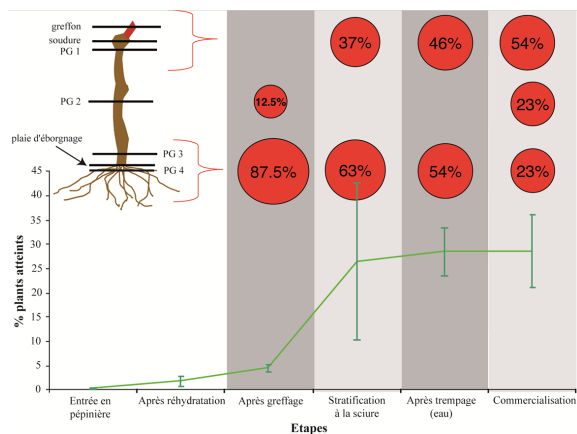 greffon
soudure
PG 1
37%
46%
54%
PG 2
12.5%
23%
plaie d'éborgnage
PG 3
PG 4
87.5%
63%
54%
23%
45
40
35
30
25
20
15
10
5
0
% plants atteints
Entrée en
pépinière
Après réhydratation
Après greffage
Stratification
à la sciure
Après trempage
(eau)
Commercialisation
Etapes